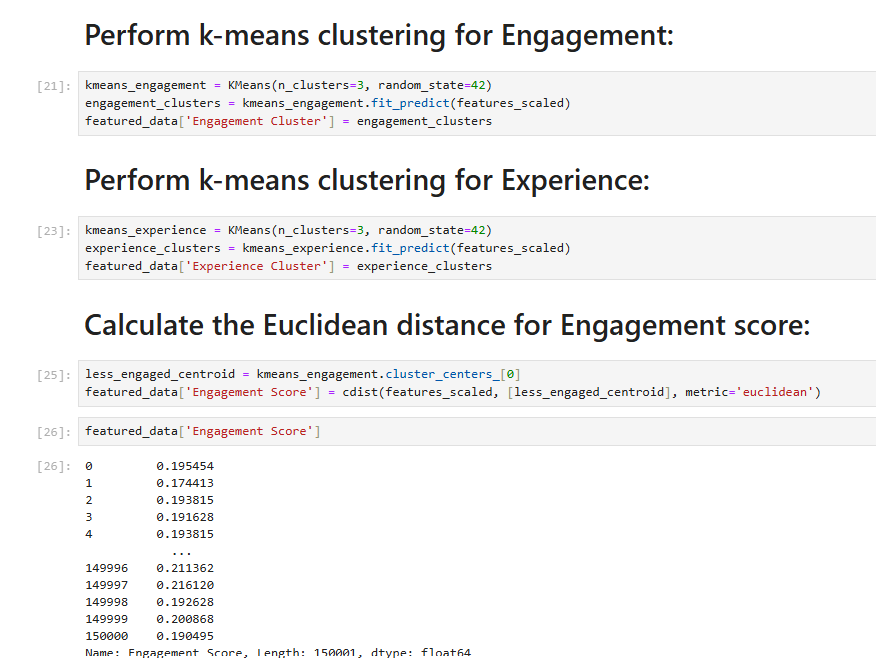 Perform k-means clustering for Engagement:
[21]: kmeans_engagement = KMeans(n_clusters=3, random_state=42)
engagement_clusters = kmeans_engagement.fit_predict(features_scaled)
featured_data['Engagement Cluster'] = engagement_clusters
Perform k-means clustering for Experience:
[23]: kmeans_experience = KMeans(n_clusters=3, random_state=42)
experience_clusters = kmeans_experience.fit_predict(features_scaled)
featured_data['Experience Cluster'] = experience_clusters
Calculate the Euclidean distance for Engagement score:
[25]: less_engaged_centroid = kmeans_engagement.cluster_centers_[0]
featured_data['Engagement Score'] = cdist(features_scaled, [less_engaged_centroid], metric='euclidean')
[26]: featured_data['Engagement Score']
[26]: 0 0.195454
1 0.174413
2 0.193815
3 0.191628
4 0.193815
...
149996 0.211362
149997 0.216120
149998 0.192628
149999 0.200868
150000 0.190495
Name: Engagement Score, Length: 150001, dtype: float64